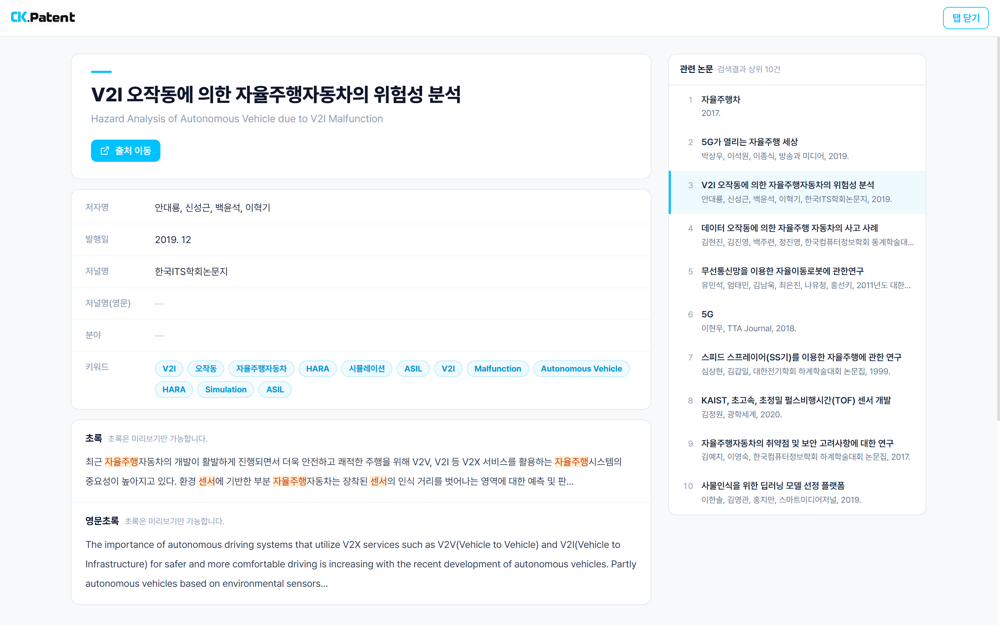 CK.Patent
탭 닫기
V2I 오작동에 의한 자율주행자동차의 위험성 분석
Hazard Analysis of Autonomous Vehicle due to V2I Malfunction
출처 이동
저자명 안대룡, 신성근, 백윤석, 이혁기
발행일 2019. 12
저널명 한국ITS학회논문지
저널명(영문) —
분야 —
키워드 V2I 오작동 자율주행자동차 HARA 시뮬레이션 ASIL V2I Malfunction Autonomous Vehicle
HARA Simulation ASIL
초록 초록은 미리보기만 가능합니다.
최근 자율주행자동차의 개발이 활발하게 진행되면서 더욱 안전하고 쾌적한 주행을 위해 V2V, V2I 등 V2X 서비스를 활용하는 자율주행시스템의
중요성이 높아지고 있다. 환경 센서에 기반한 부분 자율주행자동차는 장착된 센서의 인식 거리를 벗어나는 영역에 대한 예측 및 판...
영문초록 초록은 미리보기만 가능합니다.
The importance of autonomous driving systems that utilize V2X services such as V2V(Vehicle to Vehicle) and V2I(Vehicle to
Infrastructure) for safer and more comfortable driving is increasing with the recent development of autonomous vehicles. Partly
autonomous vehicles based on environmental sensors...
관련 논문 검색결과 상위 10건
1 자율주행차
2017.
2 5G가 열리는 자율주행 세상
박상우, 이석원, 이종식, 방송과 미디어, 2019.
3 V2I 오작동에 의한 자율주행자동차의 위험성 분석
안대룡, 신성근, 백윤석, 이혁기, 한국ITS학회논문지, 2019.
4 데이터 오작동에 의한 자율주행 자동차의 사고 사례
김현진, 김진영, 백주련, 정진영, 한국컴퓨터정보학회 동계학술대...
5 무선통신망을 이용한 자율이동로봇에 관한연구
유민석, 엄태민, 김남욱, 최은진, 나유청, 홍선키, 2011년도 대한...
6 5G
이현우, TTA Journal, 2018.
7 스피드 스프레이어(SS기)를 이용한 자율주행에 관한 연구
심상현, 김갑일, 대한전기학회 하계학술대회 논문집, 1999.
8 KAIST, 초고속, 초정밀 펄스비행시간(TOF) 센서 개발
김정원, 광학세계, 2020.
9 자율주행자동차의 취약점 및 보안 고려사항에 대한 연구
김예지, 이영숙, 한국컴퓨터정보학회 하계학술대회 논문집, 2017.
10 사물인식을 위한 딥러닝 모델 선정 플랫폼
이한솔, 김영관, 홍지만, 스마트미디어저널, 2019.